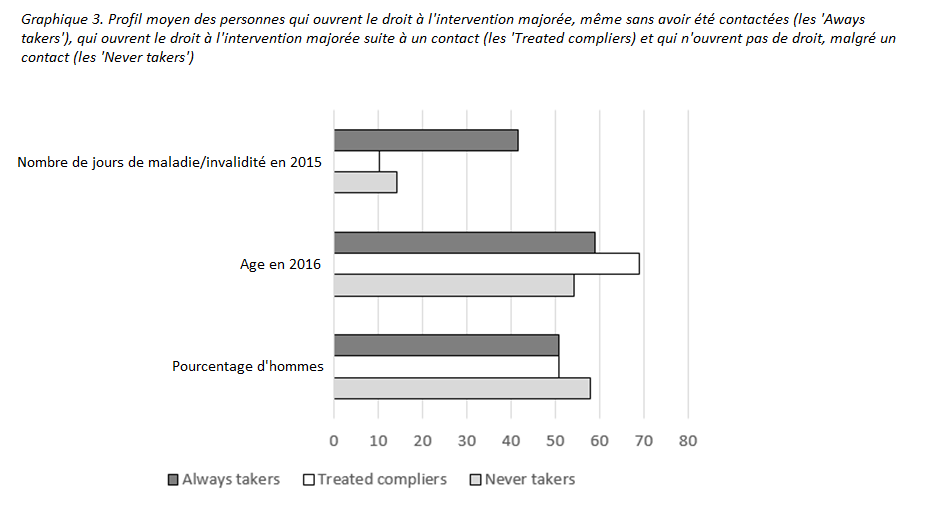 Graphique 3. Profil moyen des personnes qui ouvrent le droit à l'intervention majorée, même sans avoir été contactées (les 'Aways
takers'), qui ouvrent le droit à l'intervention majorée suite à un contact (les 'Treated compliers) et qui n'ouvrent pas de droit, malgré un
contact (les 'Never takers')
Nombre de jours de maladie/invalidité en 2015
Age en 2016
Pourcentage d'hommes
0 10 20 30 40 50 60 70 80
Always takers Treated compliers Never takers